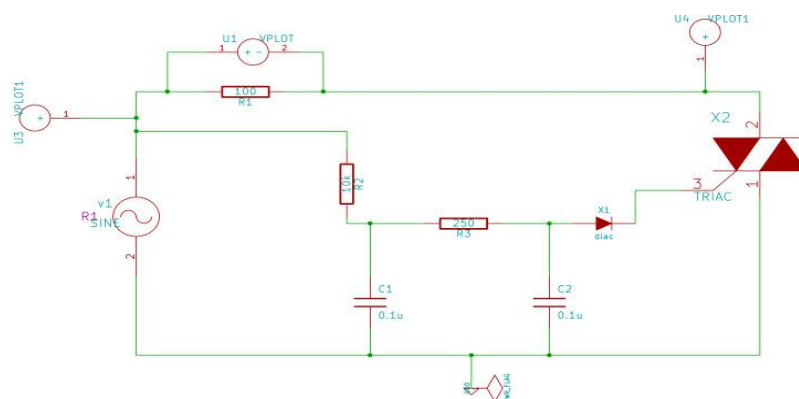 U4 VPLOT1
U1 VPLOT
1 + - 2
+
1
100
R1
VPLOT1
U3
+ 1
X2
2
10k
R2
3
1
TRIAC
1
v1
R1
SINE
2
X1
diac
250
R3
C1
0.1u
C2
0.1u